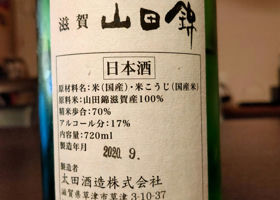 滋賀 山田錦
日本酒
原材料名:米(国産)・米こうじ(国産米)
原料米:山田錦滋賀産100%
精米歩合:70%
アルコール分:17%
内容量:720ml
製造年月 2020.9.
製造者
太田酒造株式会社
滋賀県草津市草津 3-10-37